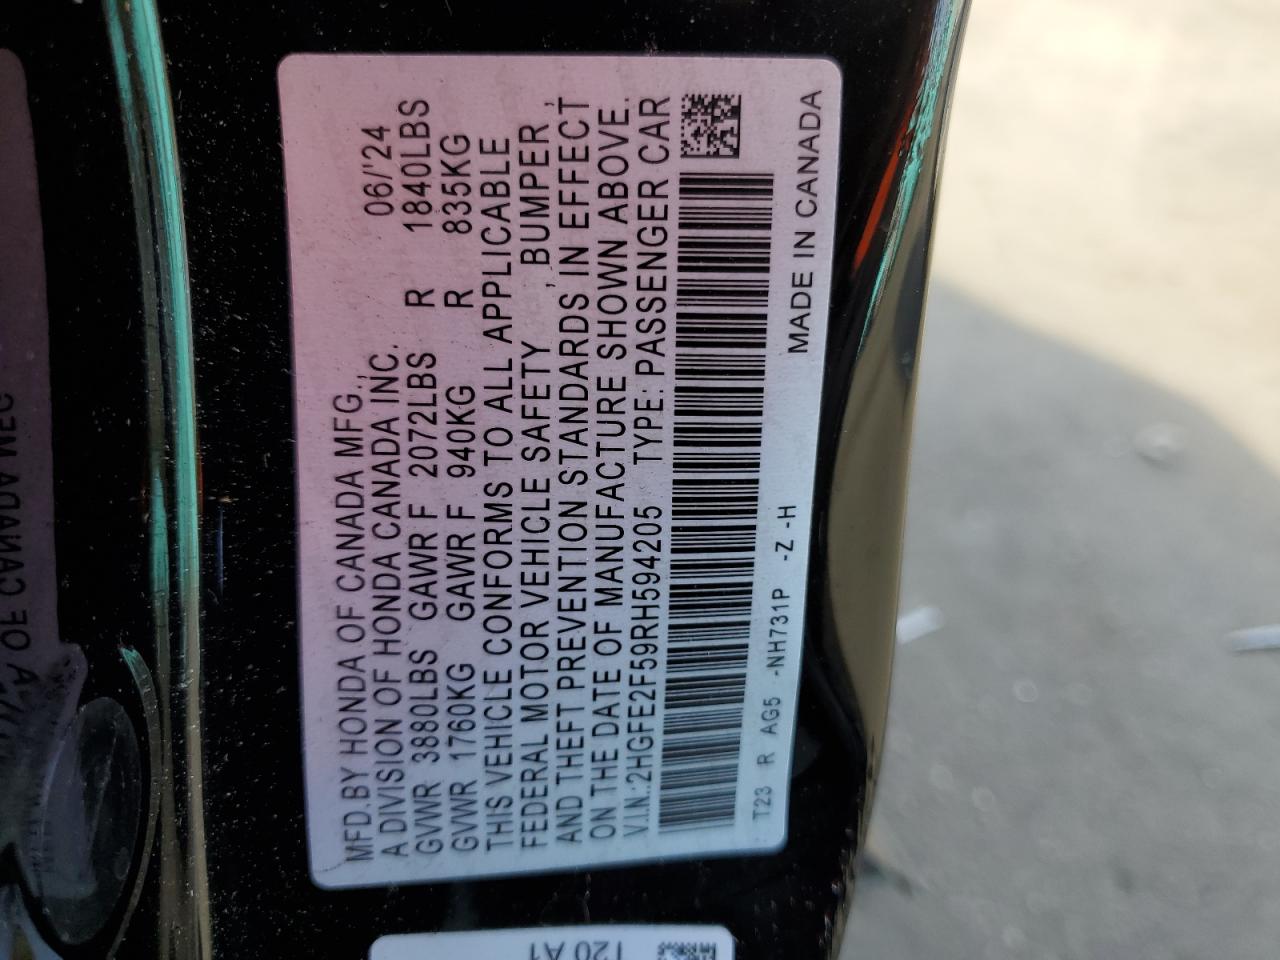 MFD.BY HONDA OF CANADA MFG., 06/'24
A DIVISION OF HONDA CANADA INC.
GVWR 3880LBS GAWR F 2072LBS R 1840LBS
GVWR 1760KG GAWR F 940KG R 835KG
THIS VEHICLE CONFORMS TO ALL APPLICABLE
FEDERAL MOTOR VEHICLE SAFETY , BUMPER ,
AND THEFT PREVENTION STANDARDS IN EFFECT
ON THE DATE OF MANUFACTURE SHOWN ABOVE.
V.I.N.:2HGFE2F59RH594205 TYPE: PASSENGER CAR
T23 R AG5 -NH731P -Z -H
MADE IN CANADA
T20 A1